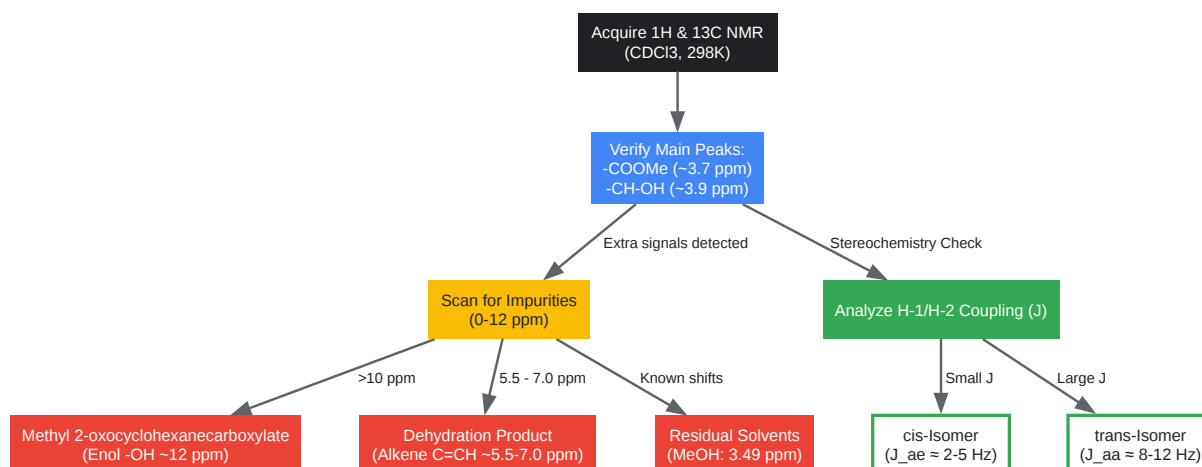 Acquire 1H & 13C NMR
(CDCl3, 298K)
Verify Main Peaks:
-COOMe (~3.7 ppm)
-CH-OH (~3.9 ppm)
Extra signals detected
Stereochemistry Check
Scan for Impurities
(0-12 ppm)
Analyze H-1/H-2 Coupling (J)
>10 ppm
5.5 - 7.0 ppm
Known shifts
Small J
Large J
Methyl 2-oxocyclohexanecarboxylate
(Enol -OH ~12 ppm)
Dehydration Product
(Alkene C=CH ~5.5-7.0 ppm)
Residual Solvents
(MeOH: 3.49 ppm)
cis-Isomer
(J_ae ≈ 2-5 Hz)
trans-Isomer
(J_aa ≈ 8-12 Hz)